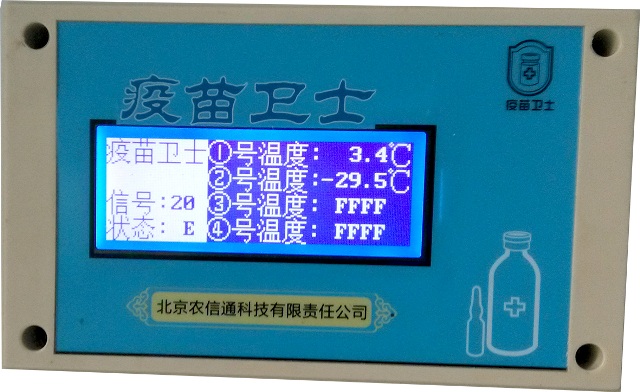 疫苗卫士
疫苗卫士
疫苗卫士
信号:20
状态: E
①号温度: 3.4℃
②号温度:-29.5℃
③号温度: FFFF
④号温度: FFFF
北京农信通科技有限责任公司